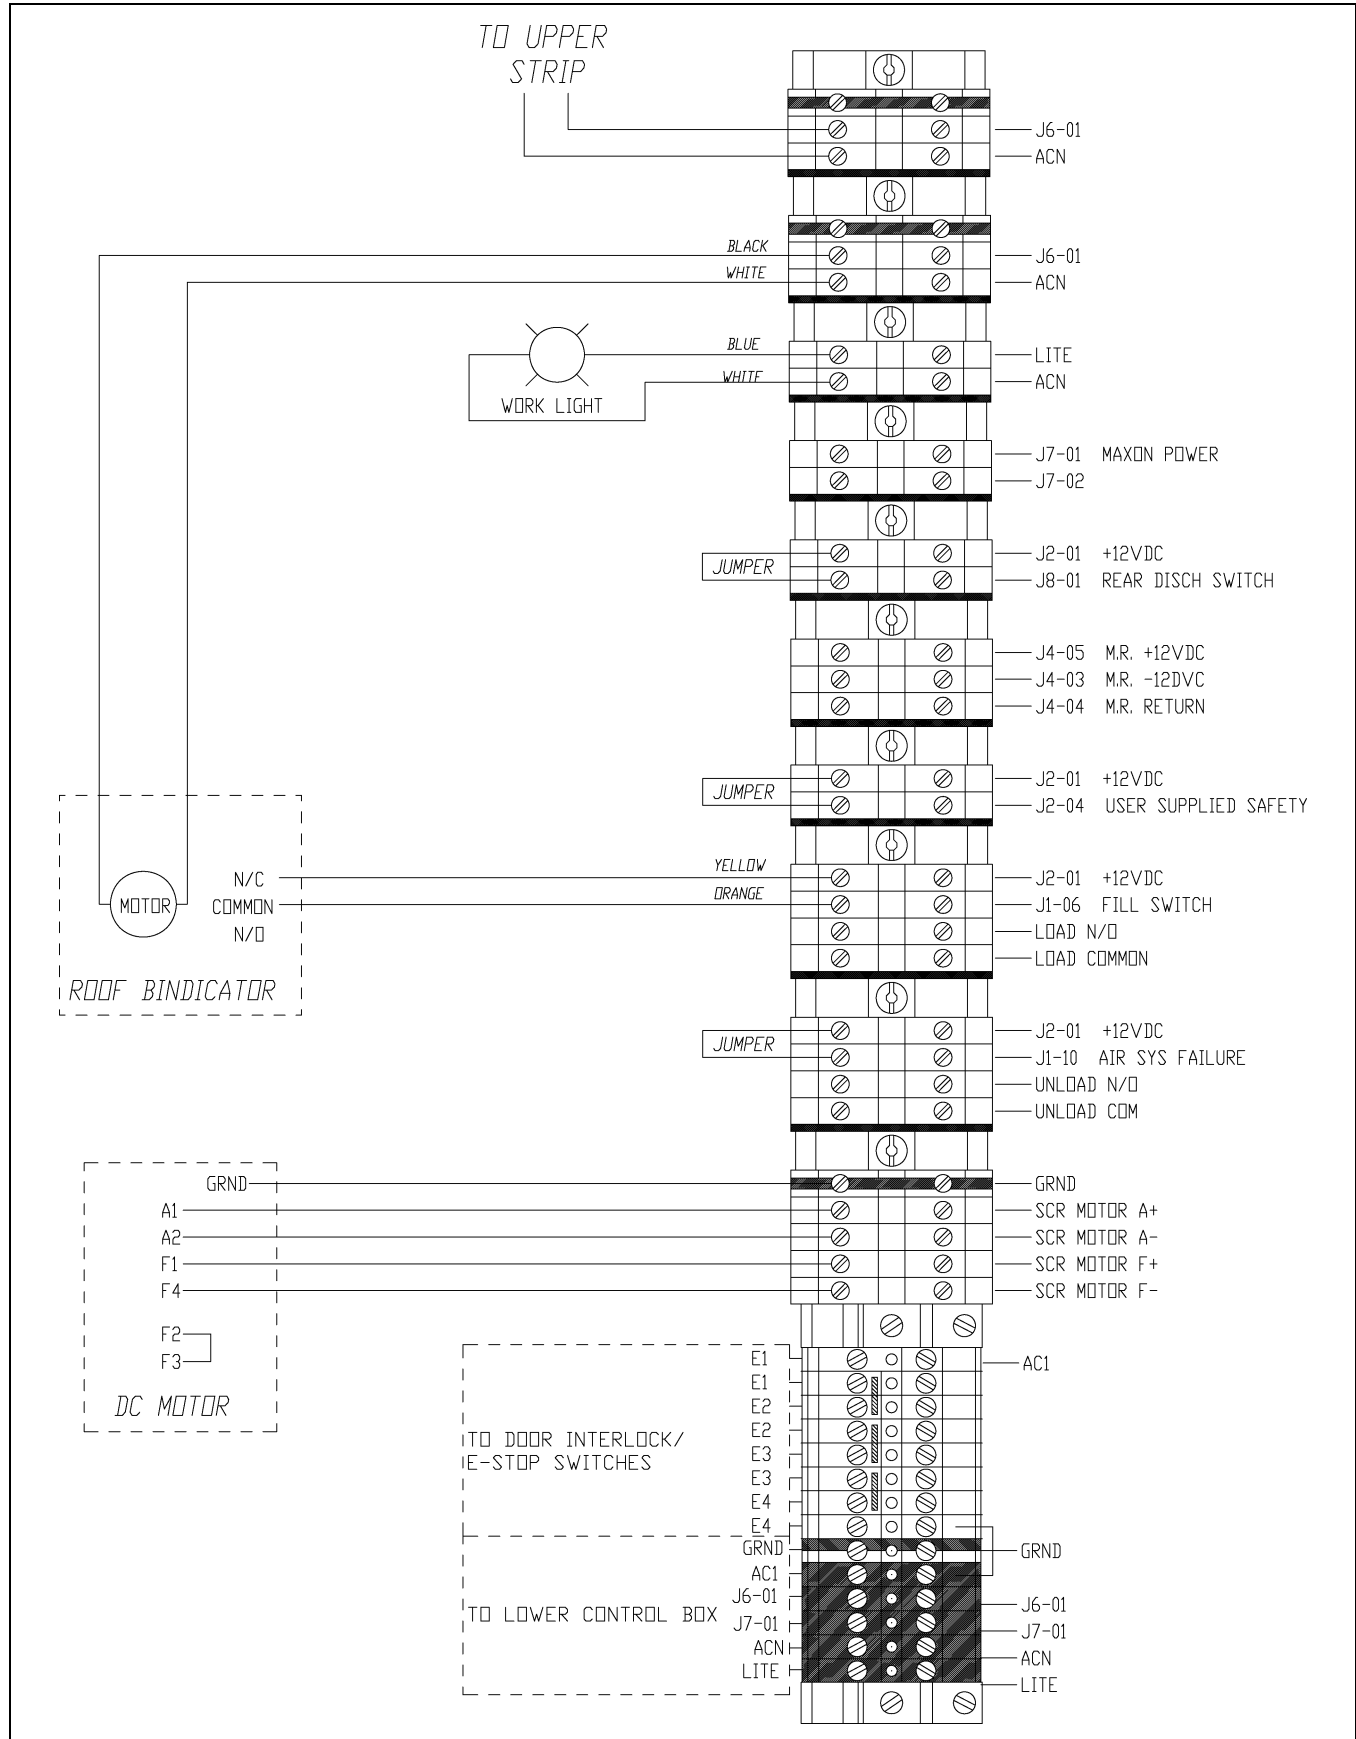 TO UPPER
STRIP
J6-01
ACN
BLACK
J6-01
WHITE
ACN
BLUE
LITE
WHITE
ACN
WORK LIGHT
J7-01 MAXON POWER
J7-02
J2-01 +12VDC
JUMPER
J8-01 REAR DISCH SWITCH
J4-05 M.R. +12VDC
J4-03 M.R. -12DVC
J4-04 M.R. RETURN
J2-01 +12VDC
JUMPER
J2-04 USER SUPPLIED SAFETY
YELLOW
N/C
J2-01 +12VDC
ORANGE
MOTOR
COMMON
J1-06 FILL SWITCH
N/O
LOAD N/O
LOAD COMMON
ROOF BINDICATOR
J2-01 +12VDC
JUMPER
J1-10 AIR SYS FAILURE
UNLOAD N/O
UNLOAD COM
GRND
GRND
A1
SCR MOTOR A+
A2
SCR MOTOR A-
F1
SCR MOTOR F+
F4
SCR MOTOR F-
F2
F3
DC MOTOR
E1
AC1
E1
E2
E2
TO DOOR INTERLOCK/
E-STOP SWITCHES
E3
E3
E4
E4
GRND
GRND
AC1
J6-01
J6-01
TO LOWER CONTROL BOX
J7-01
J7-01
ACN
ACN
LITE
LITE